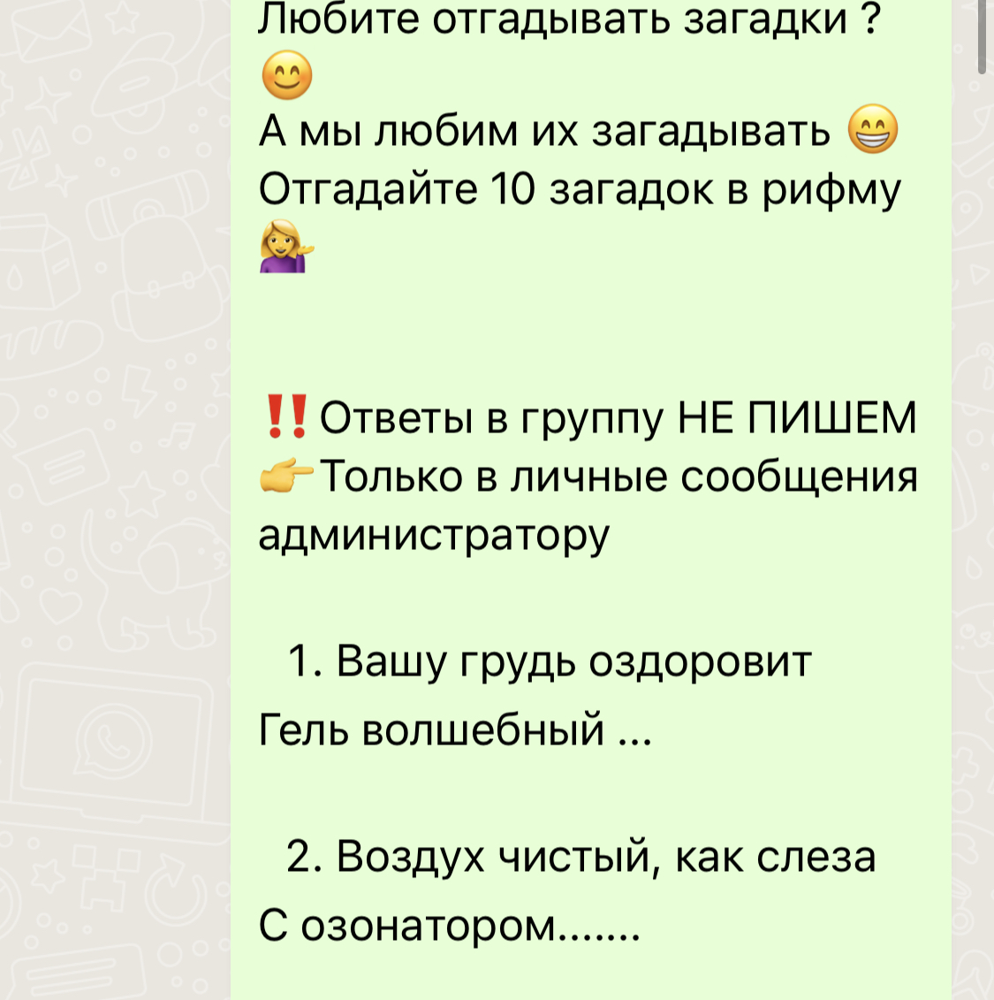 Любите отгадывать загадки ?
😊
А мы любим их загадывать 😁
Отгадайте 10 загадок в рифму
💁‍♀️
‼️Ответы в группу НЕ ПИШЕМ
👉Только в личные сообщения
администратору
1. Вашу грудь оздоровит
Гель волшебный ...
2. Воздух чистый, как слеза
С озонатором.......